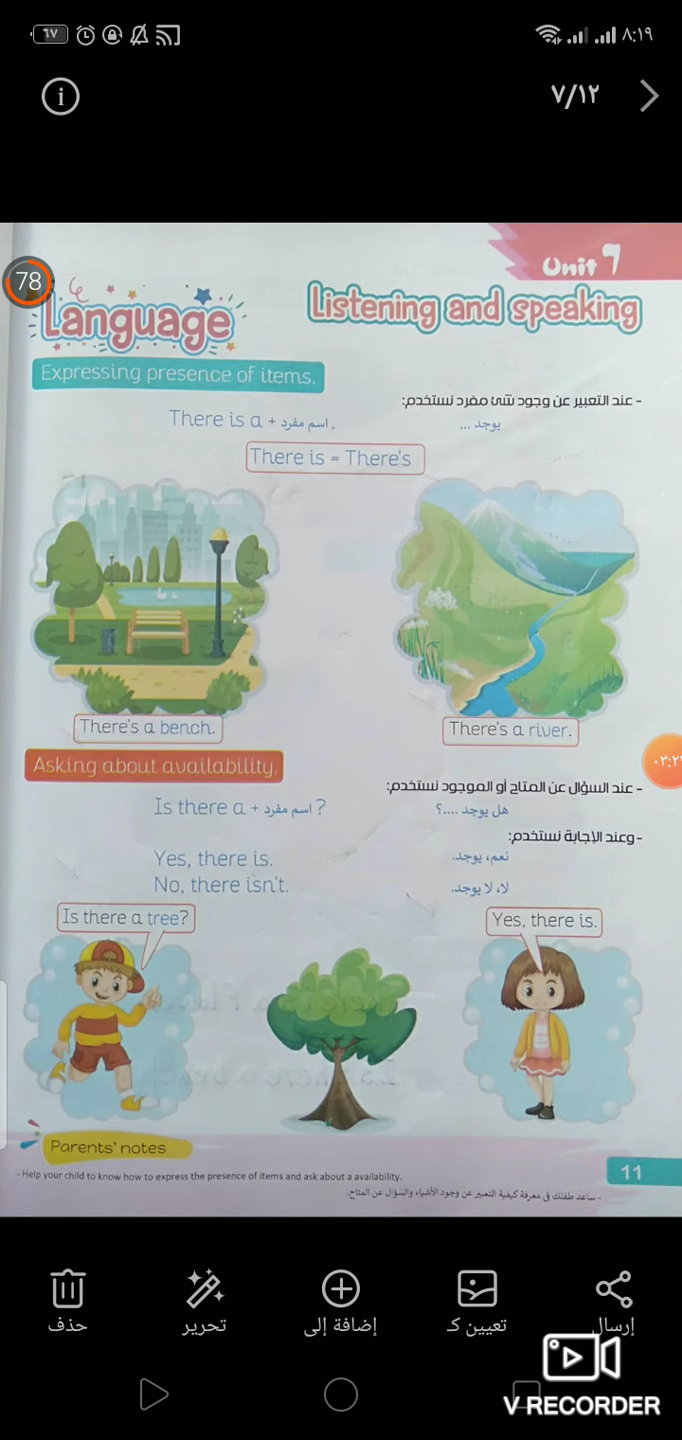 ٦٧
٨:١٩
٧/١٢
Unit 7
78
Language
Listening and speaking
Expressing presence of items.
- عند التعبير عن وجود شئ مفرد نستخدم:
There is a + اسم مفرد .
يوجد ...
There is = There's
There's a bench.
There's a river.
Asking about availability.
- عند السؤال عن المتاح أو الموجود نستخدم:
Is there a + اسم مفرد ?
هل يوجد ....؟
- وعند الإجابة نستخدم:
Yes, there is.
نعم، يوجد.
No, there isn't.
لا، لا يوجد.
Is there a tree?
Yes, there is.
Parents' notes
- Help your child to know how to express the presence of items and ask about a availability.
11
- ساعد طفلك فى معرفة كيفية التعبير عن وجود الأشياء والسؤال عن المتاح.
حذف
تحرير
إضافة إلى
تعيين كـ
إرسال
V RECORDER